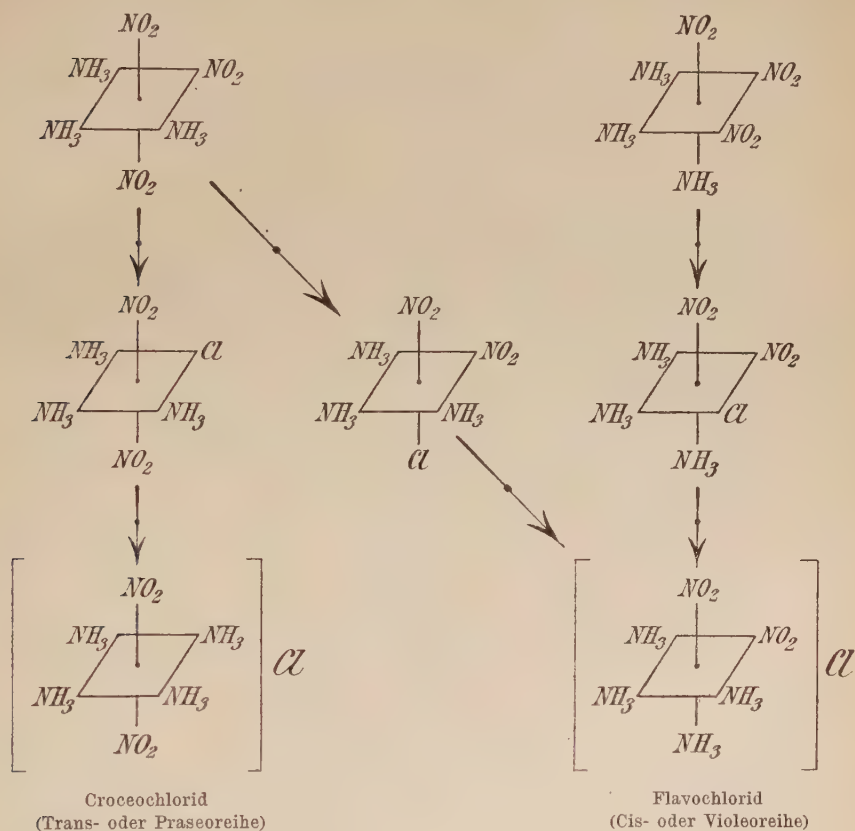 NO₂ NO₂
NH₃ NO₂ NH₃ NO₂
NH₃ NH₃ NH₃ NO₂
NO₂ NH₃
NO₂ NO₂ NO₂
NH₃ Cl NH₃ NO₂ NH₃ NO₂
NH₃ NH₃ NH₃ NH₃ NH₃ Cl
NO₂ Cl NH₃
NO₂ NO₂
NH₃ NH₃ Cl NH₃ NO₂ Cl
NH₃ NH₃ NH₃ NH₃
NO₂ NH₃
Croceochlorid
(Trans- oder Praseoreihe)
Flavochlorid
(Cis- oder Violeoreihe)